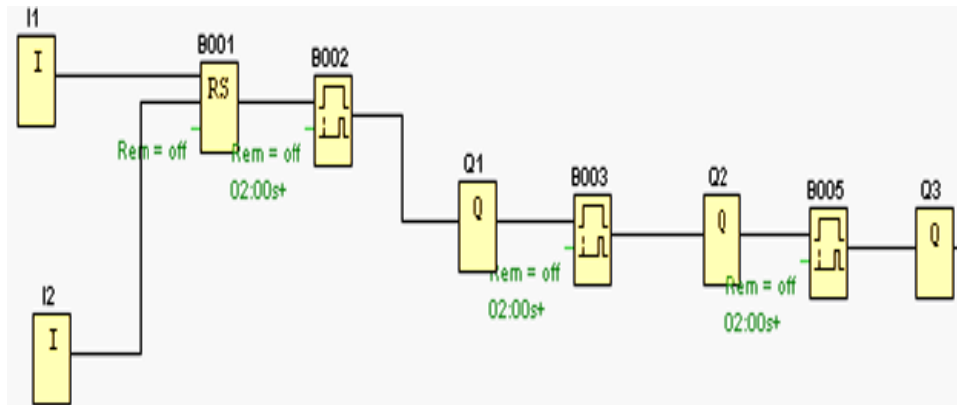 I1
I
B001
RS
Rem = off
B002
Rem = off
02:00s+
Q1
Q
B003
Rem = off
02:00s+
Q2
Q
B005
Rem = off
02:00s+
Q3
Q
I2
I